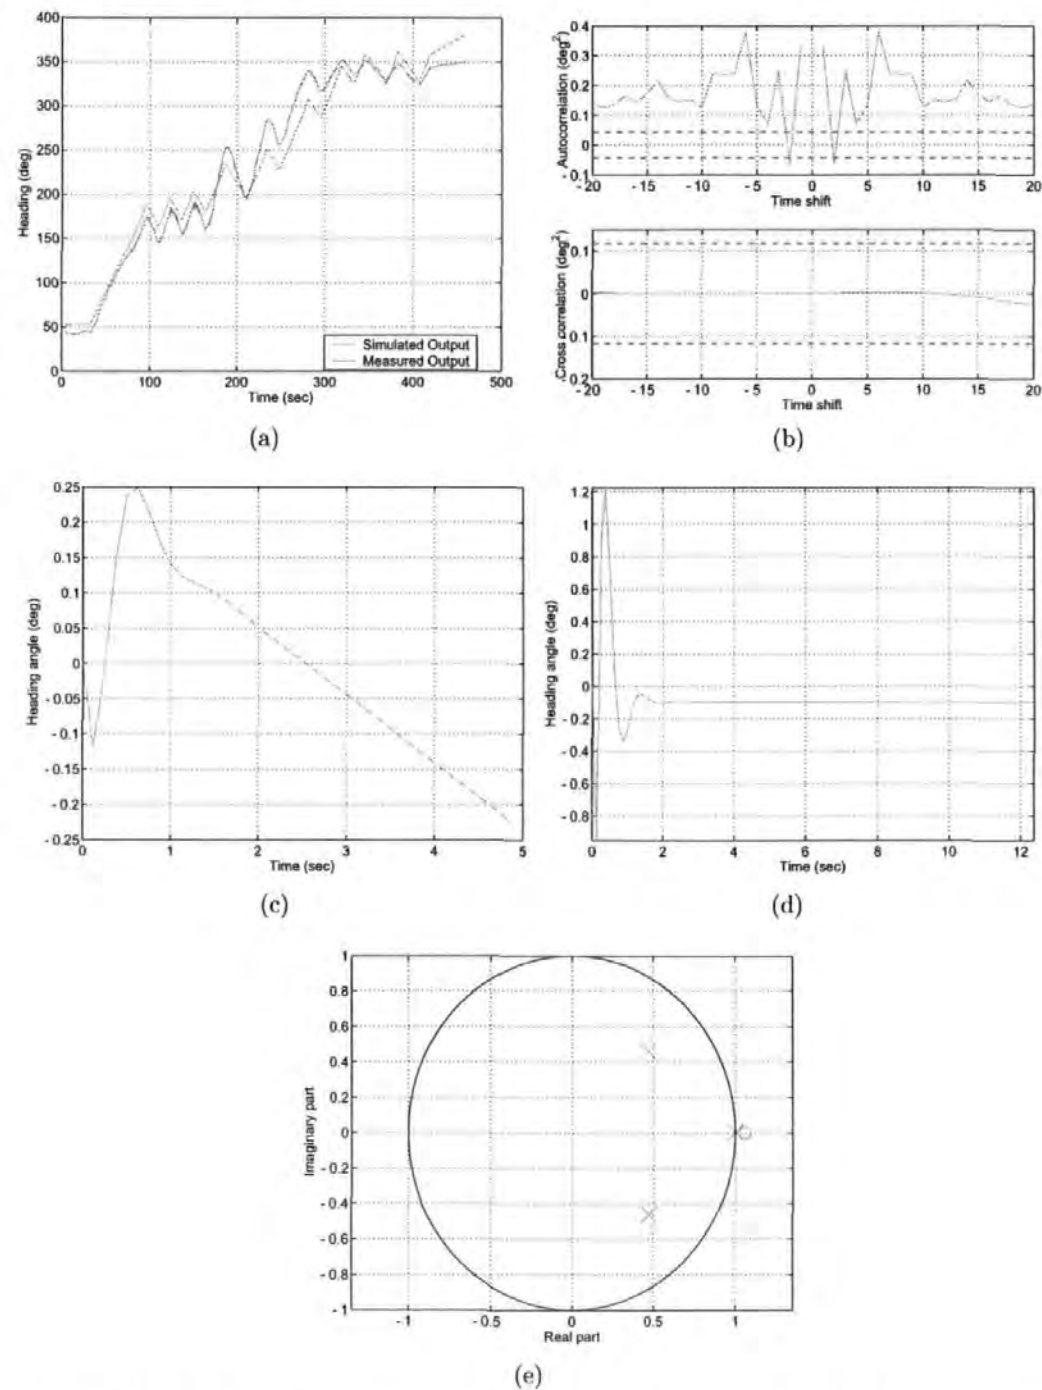 400
350
300
250
200
150
100
50
0
Heading (deg)
Simulated Output
Measured Output
0 100 200 300 400 500
Time (sec)
(a)
0.4
0.3
0.2
0.1
0
- 0.1
Autocorrelation (deg²)
- 20 - 15 - 10 - 5 0 5 10 15 20
Time shift
0.1
0
0.1
0.2
Cross correlation (deg²)
- 20 - 15 - 10 - 5 0 5 10 15 20
Time shift
(b)
0.25
0.2
0.15
0.1
0.05
0
- 0.05
- 0.1
- 0.15
- 0.2
- 0.25
Heading angle (deg)
0 1 2 3 4 5
Time (sec)
(c)
1.2
1
0.8
0.6
0.4
0.2
0
- 0.2
- 0.4
- 0.6
- 0.8
Heading angle (deg)
0 2 4 6 8 10 12
Time (sec)
(d)
1
0.8
0.6
0.4
0.2
0
- 0.2
- 0.4
- 0.6
- 0.8
- 1
Imaginary part
- 1 - 0.5 0 0.5 1
Real part
(e)